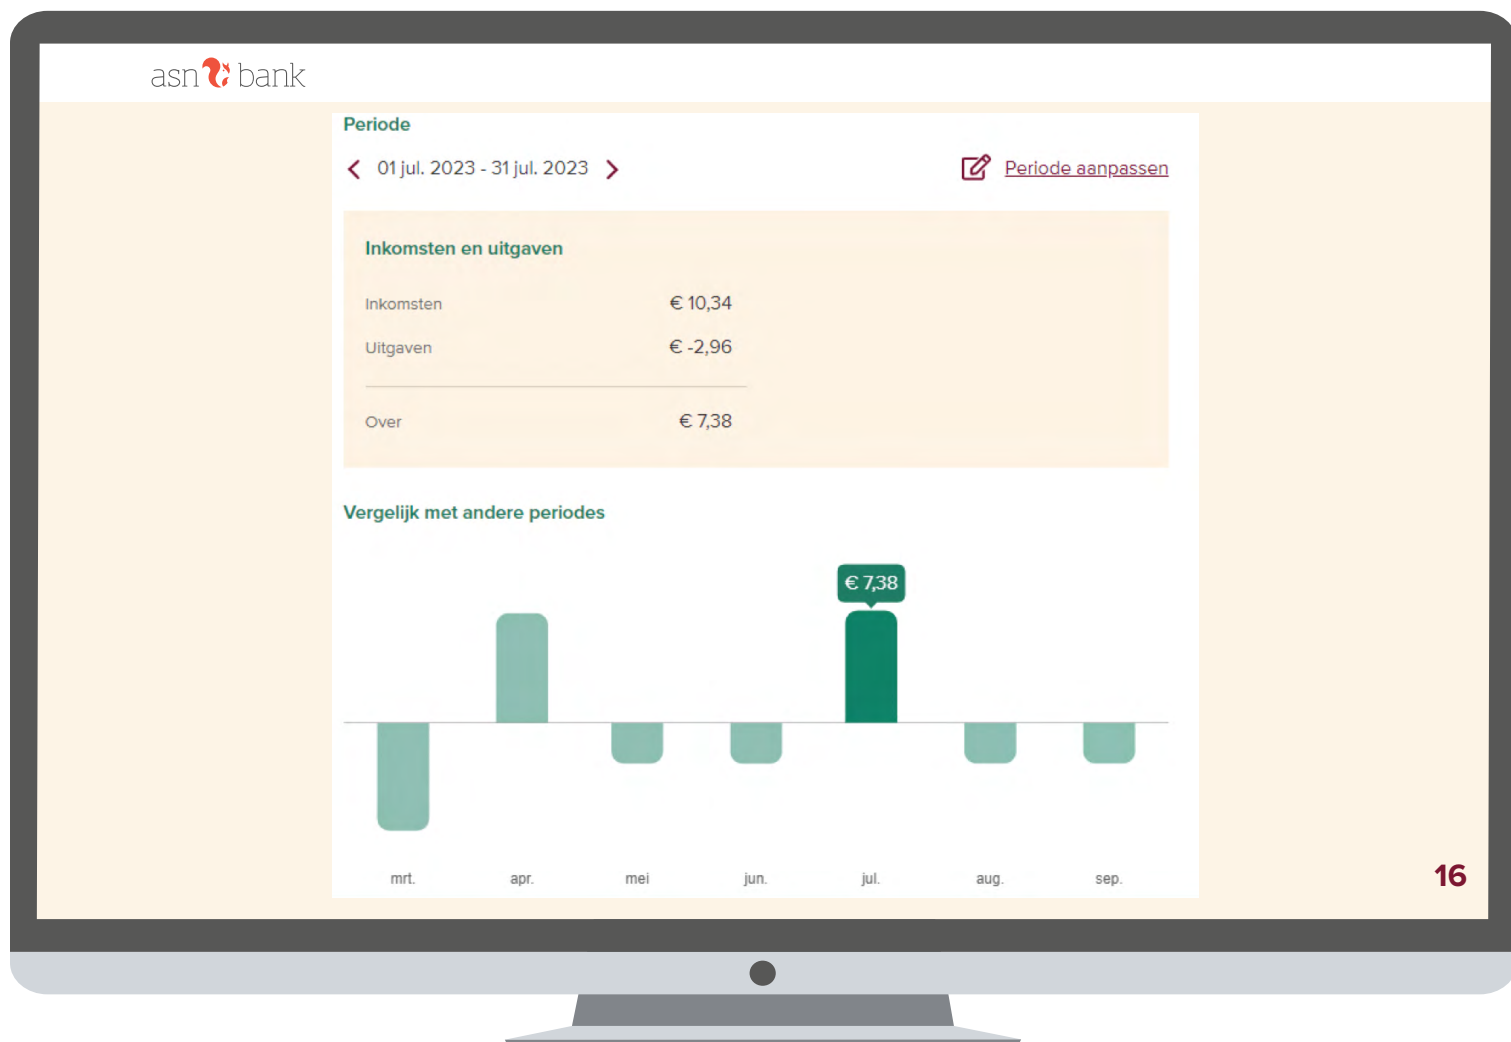 asn bank
Periode
01 jul. 2023 - 31 jul. 2023 Periode aanpassen
Inkomsten en uitgaven
Inkomsten € 10,34
Uitgaven € -2,96
Over € 7,38
Vergelijk met andere periodes
€ 7,38
mrt. apr. mei jun. jul. aug. sep.
16